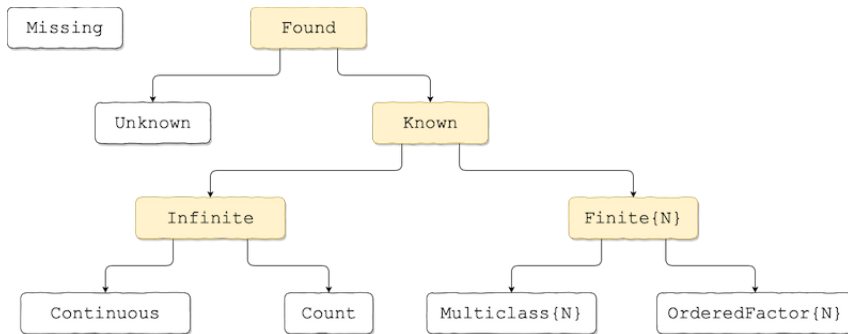 Missing
Found
Unknown
Known
Infinite
Finite{N}
Continuous
Count
Multiclass{N}
OrderedFactor{N}